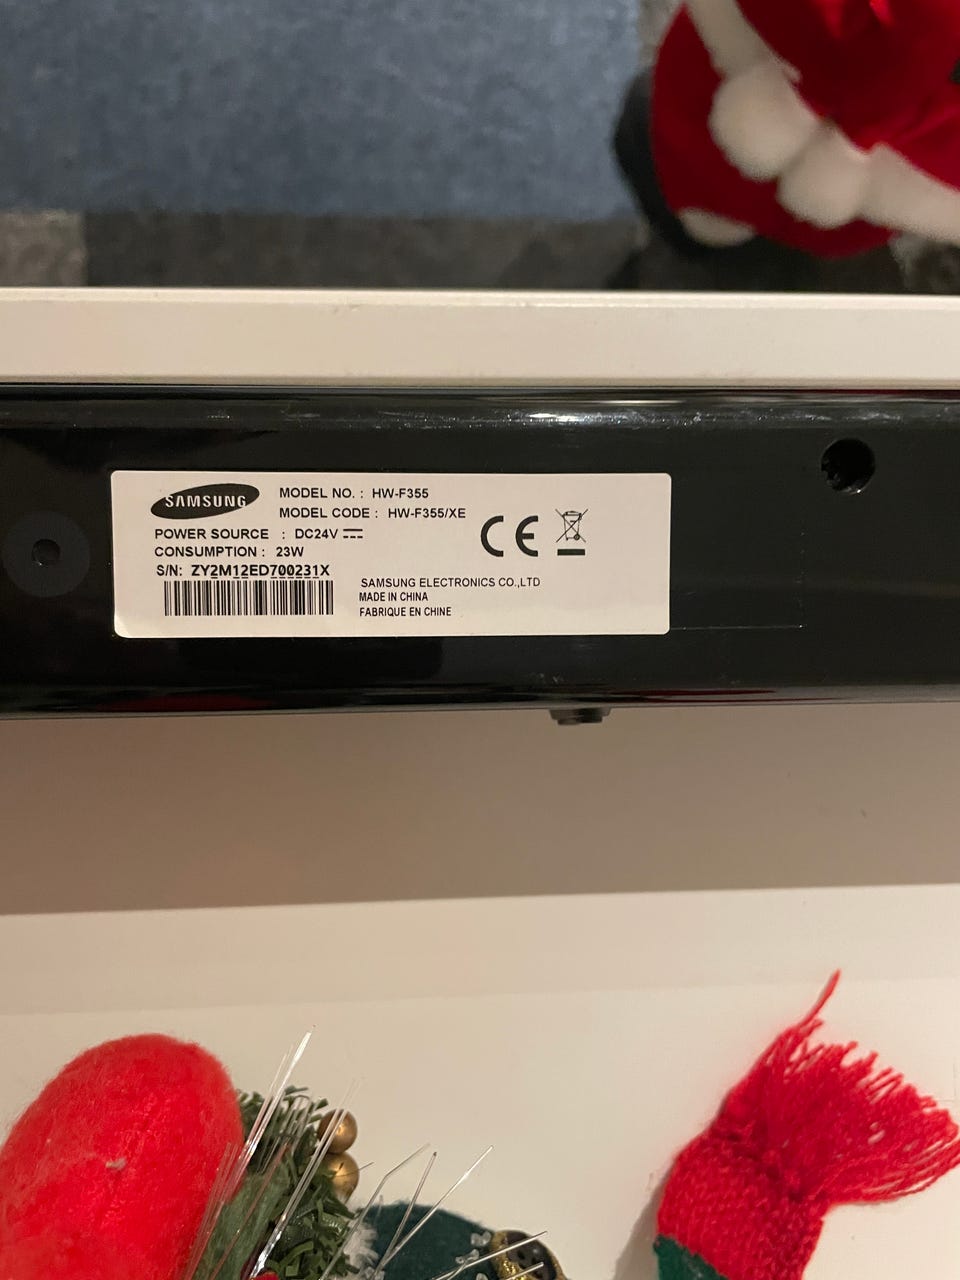 SAMSUNG
MODEL NO. : HW-F355
MODEL CODE : HW-F355/XE
POWER SOURCE : DC24V
CONSUMPTION : 23W
S/N: ZY2M12ED700231X
CE
SAMSUNG ELECTRONICS CO.,LTD
MADE IN CHINA
FABRIQUE EN CHINE